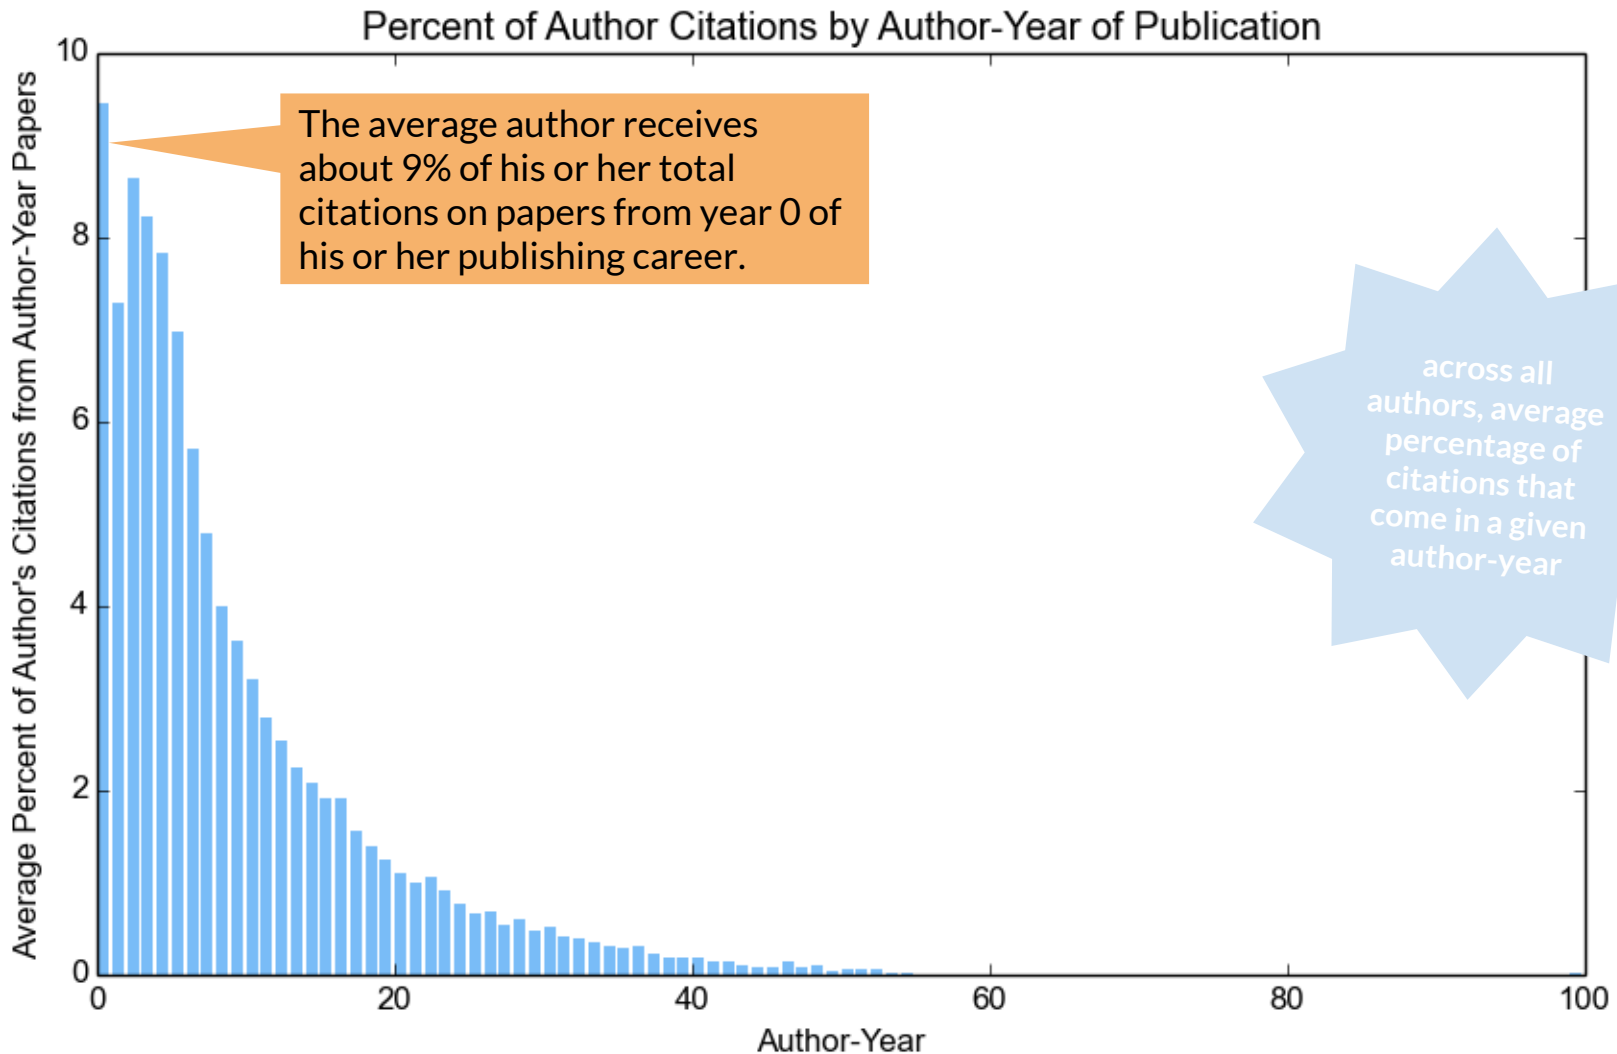 Percent of Author Citations by Author-Year of Publication
Average Percent of Author's Citations from Author-Year Papers
10
8
6
4
2
0
The average author receives
about 9% of his or her total
citations on papers from year 0 of
his or her publishing career.
across all
authors, average
percentage of
citations that
come in a given
author-year
0
20
40
60
80
100
Author-Year